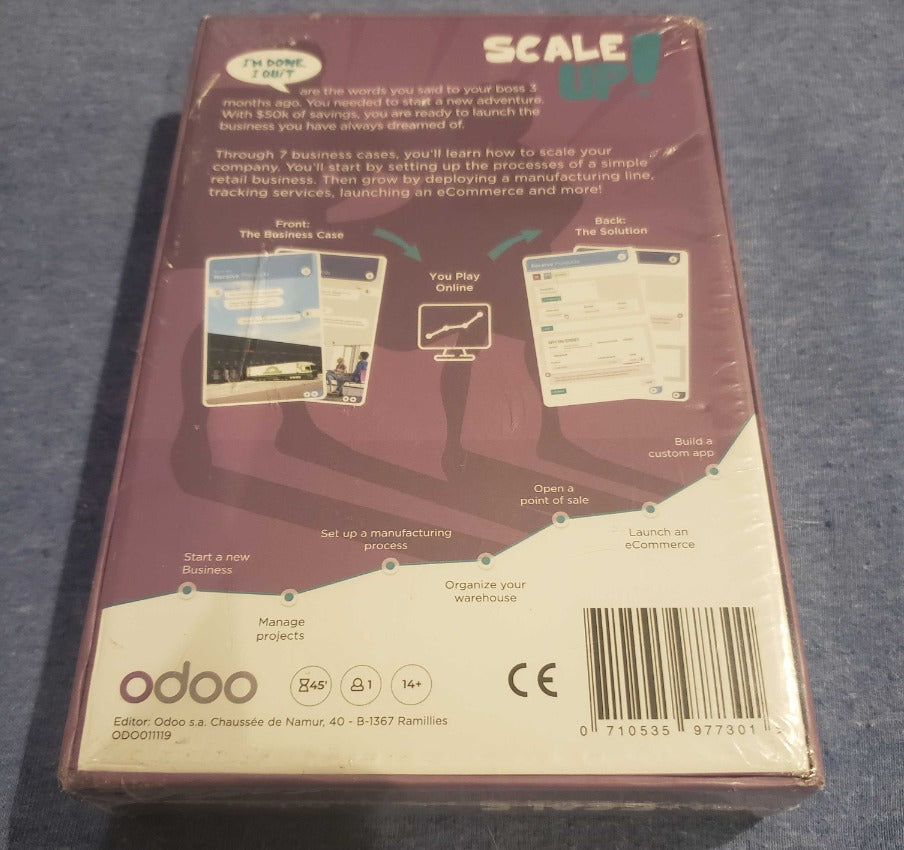 SCALE
UP!
I'M DONE,
I QUIT
are the words you said to your boss 3
months ago. You needed to start a new adventure.
With $50k of savings, you are ready to launch the
business you have always dreamed of.
Through 7 business cases, you'll learn how to scale your
company. You'll start by setting up the processes of a simple
retail business. Then grow by deploying a manufacturing line,
tracking services, launching an eCommerce and more!
Front:
The Business Case
You Play
Online
Back:
The Solution
Receive Products
Receive Products
Build a
custom app
Open a
point of sale
Launch an
eCommerce
Set up a manufacturing
process
Organize your
warehouse
Start a new
Business
Manage
projects
odoo
45'
1
14+
CE
Editor: Odoo s.a. Chaussée de Namur, 40 - B-1367 Ramillies
ODO011119
0 710535 977301